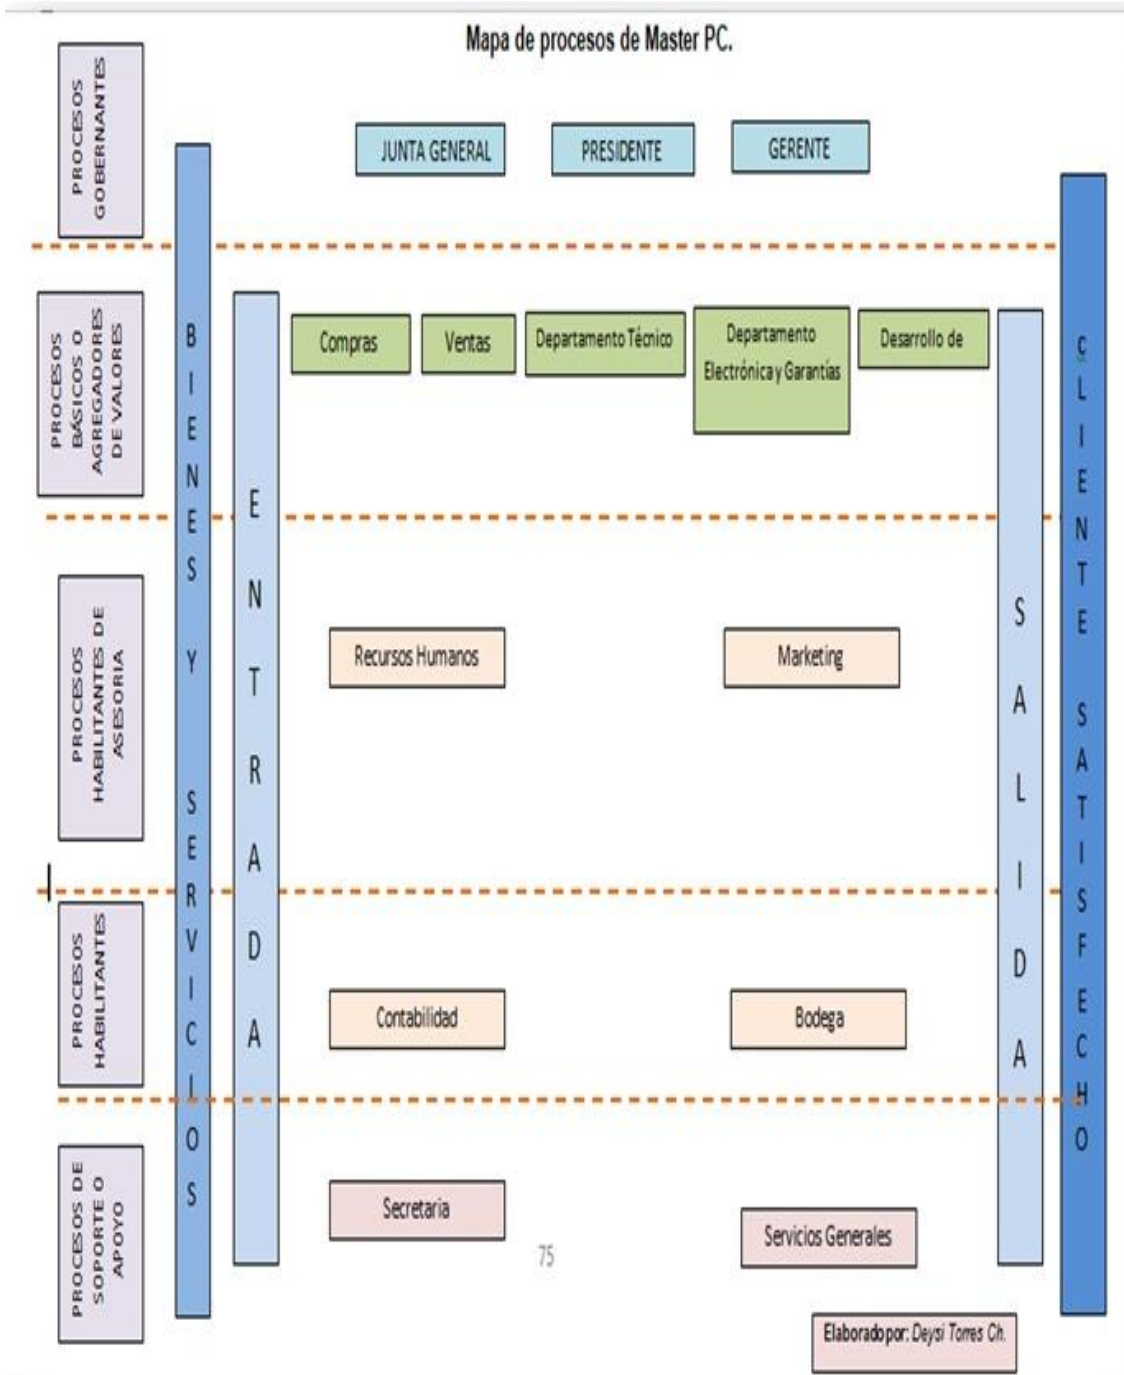 Mapa de procesos de Master PC.
PROCESOS
GOBERNANTES
JUNTA GENERAL
PRESIDENTE
GERENTE
PROCESOS
BÁSICOS O
AGREGADORES
DE VALORES
BIENES Y SERVICIOS
ENTRADA
Compras
Ventas
Departamento Técnico
Departamento
Electrónica y Garantías
Desarrollo de
SALIDA
CLIENTE SATISFECHO
PROCESOS
HABILITANTES DE
ASESORIA
Recursos Humanos
Marketing
PROCESOS
HABILITANTES
Contabilidad
Bodega
PROCESOS DE
SOPORTE O
APOYO
Secretaria
Servicios Generales
75
Elaborado por: Deysi Torres Ch.